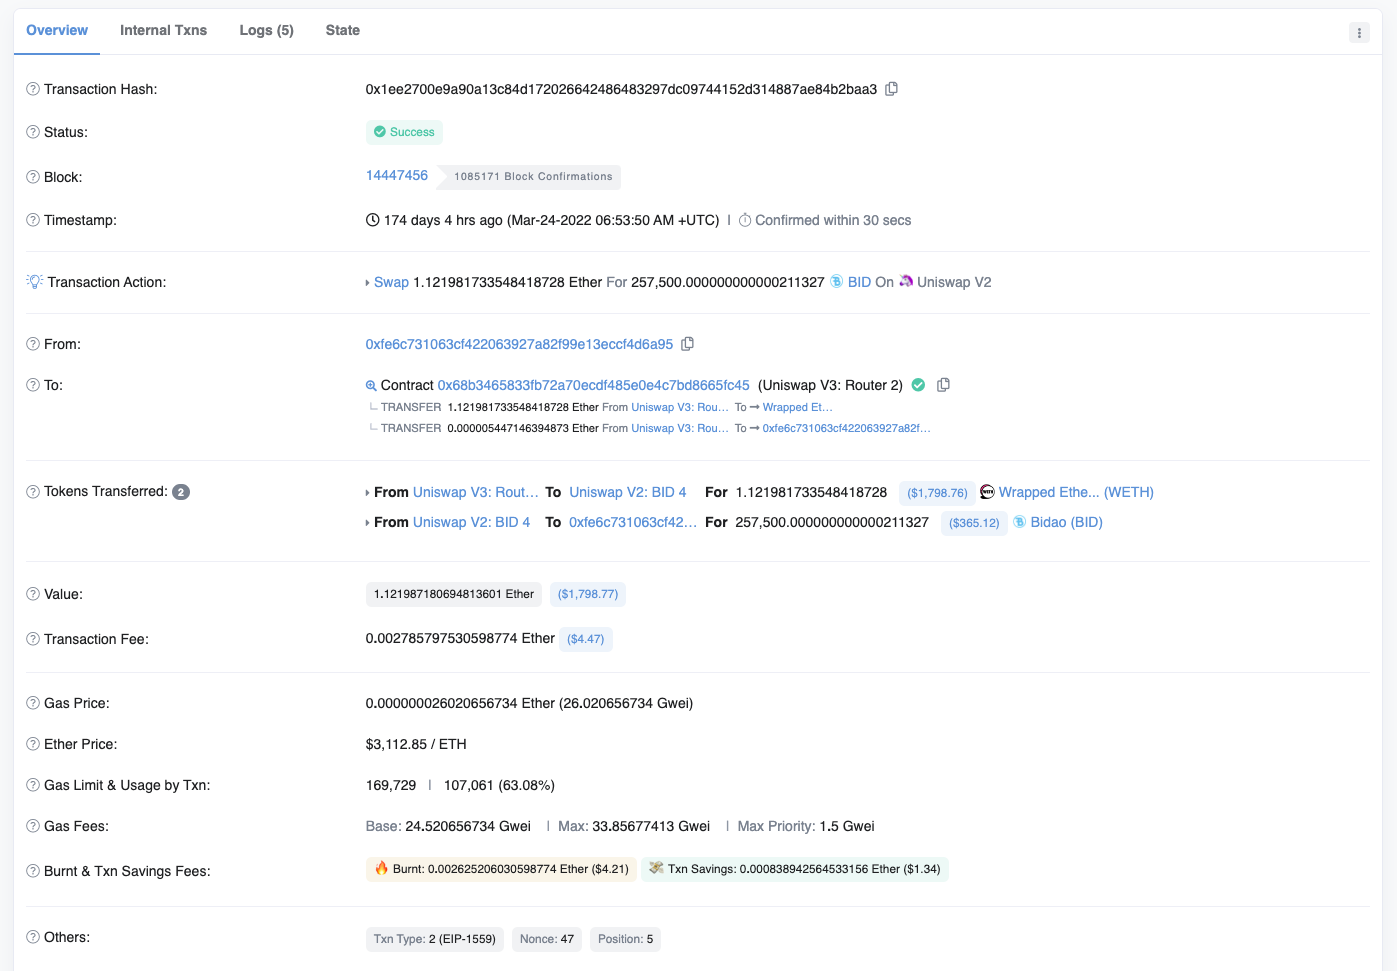 Overview Internal Txns Logs (5) State
Transaction Hash: 0x1ee2700e9a90a13c84d172026642486483297dc09744152d314887ae84b2baa3
Status: Success
Block: 14447456 1085171 Block Confirmations
Timestamp: 174 days 4 hrs ago (Mar-24-2022 06:53:50 AM +UTC) | Confirmed within 30 secs
Transaction Action: Swap 1.121981733548418728 Ether For 257,500.000000000000211327 BID On Uniswap V2
From: 0xfe6c731063cf422063927a82f99e13eccf4d6a95
To: Contract 0x68b3465833fb72a70ecdf485e0e4c7bd8665fc45 (Uniswap V3: Router 2)
TRANSFER 1.121981733548418728 Ether From Uniswap V3: Rou... To → Wrapped Et...
TRANSFER 0.000005447146394873 Ether From Uniswap V3: Rou... To → 0xfe6c731063cf422063927a82f...
Tokens Transferred: 2 From Uniswap V3: Rout... To Uniswap V2: BID 4 For 1.121981733548418728 ($1,798.76) Wrapped Ethe... (WETH)
From Uniswap V2: BID 4 To 0xfe6c731063cf42... For 257,500.000000000000211327 ($365.12) Bidao (BID)
Value: 1.121987180694813601 Ether ($1,798.77)
Transaction Fee: 0.002785797530598774 Ether ($4.47)
Gas Price: 0.000000026020656734 Ether (26.020656734 Gwei)
Ether Price: $3,112.85 / ETH
Gas Limit & Usage by Txn: 169,729 | 107,061 (63.08%)
Gas Fees: Base: 24.520656734 Gwei | Max: 33.85677413 Gwei | Max Priority: 1.5 Gwei
Burnt & Txn Savings Fees: Burnt: 0.002625206030598774 Ether ($4.21) Txn Savings: 0.000838942564533156 Ether ($1.34)
Others: Txn Type: 2 (EIP-1559) Nonce: 47 Position: 5